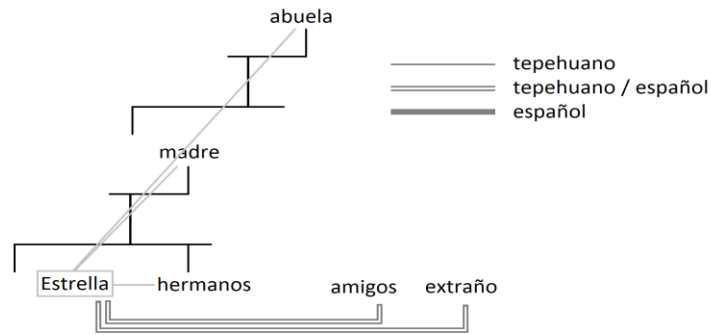 abuela
tepehuano
tepehuano / español
español
madre
Estrella
hermanos
amigos
extraño